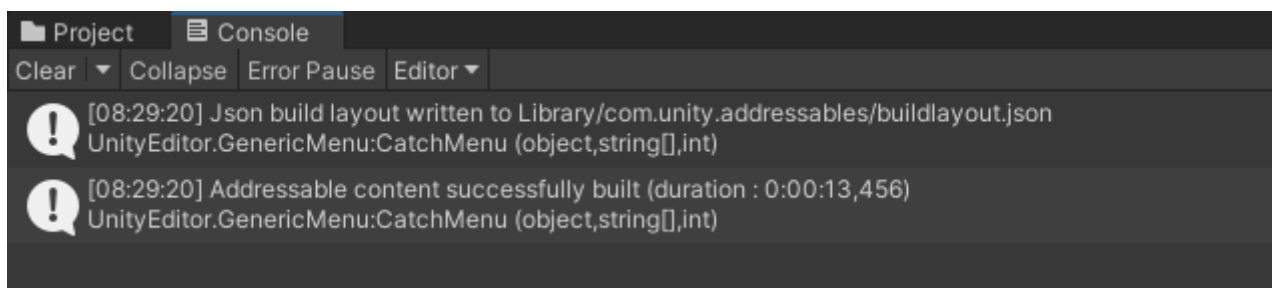 Project Console
Clear Collapse Error Pause Editor
[08:29:20] Json build layout written to Library/com.unity.addressables/buildlayout.json
UnityEditor.GenericMenu:CatchMenu (object,string[],int)
[08:29:20] Addressable content successfully built (duration : 0:00:13,456)
UnityEditor.GenericMenu:CatchMenu (object,string[],int)